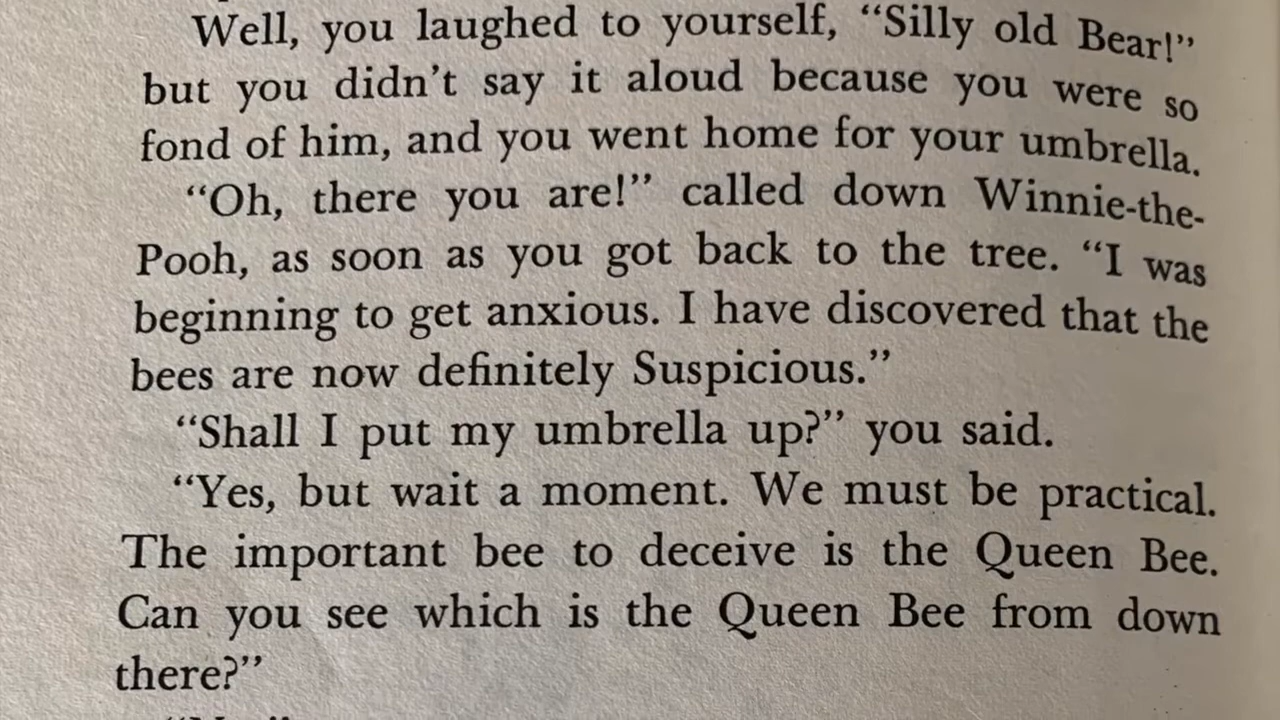 Well, you laughed to yourself, “Silly old Bear!”
but you didn’t say it aloud because you were so
fond of him, and you went home for your umbrella.
“Oh, there you are!” called down Winnie-the-
Pooh, as soon as you got back to the tree. “I was
beginning to get anxious. I have discovered that the
bees are now definitely Suspicious.”
“Shall I put my umbrella up?” you said.
“Yes, but wait a moment. We must be practical.
The important bee to deceive is the Queen Bee.
Can you see which is the Queen Bee from down
there?”